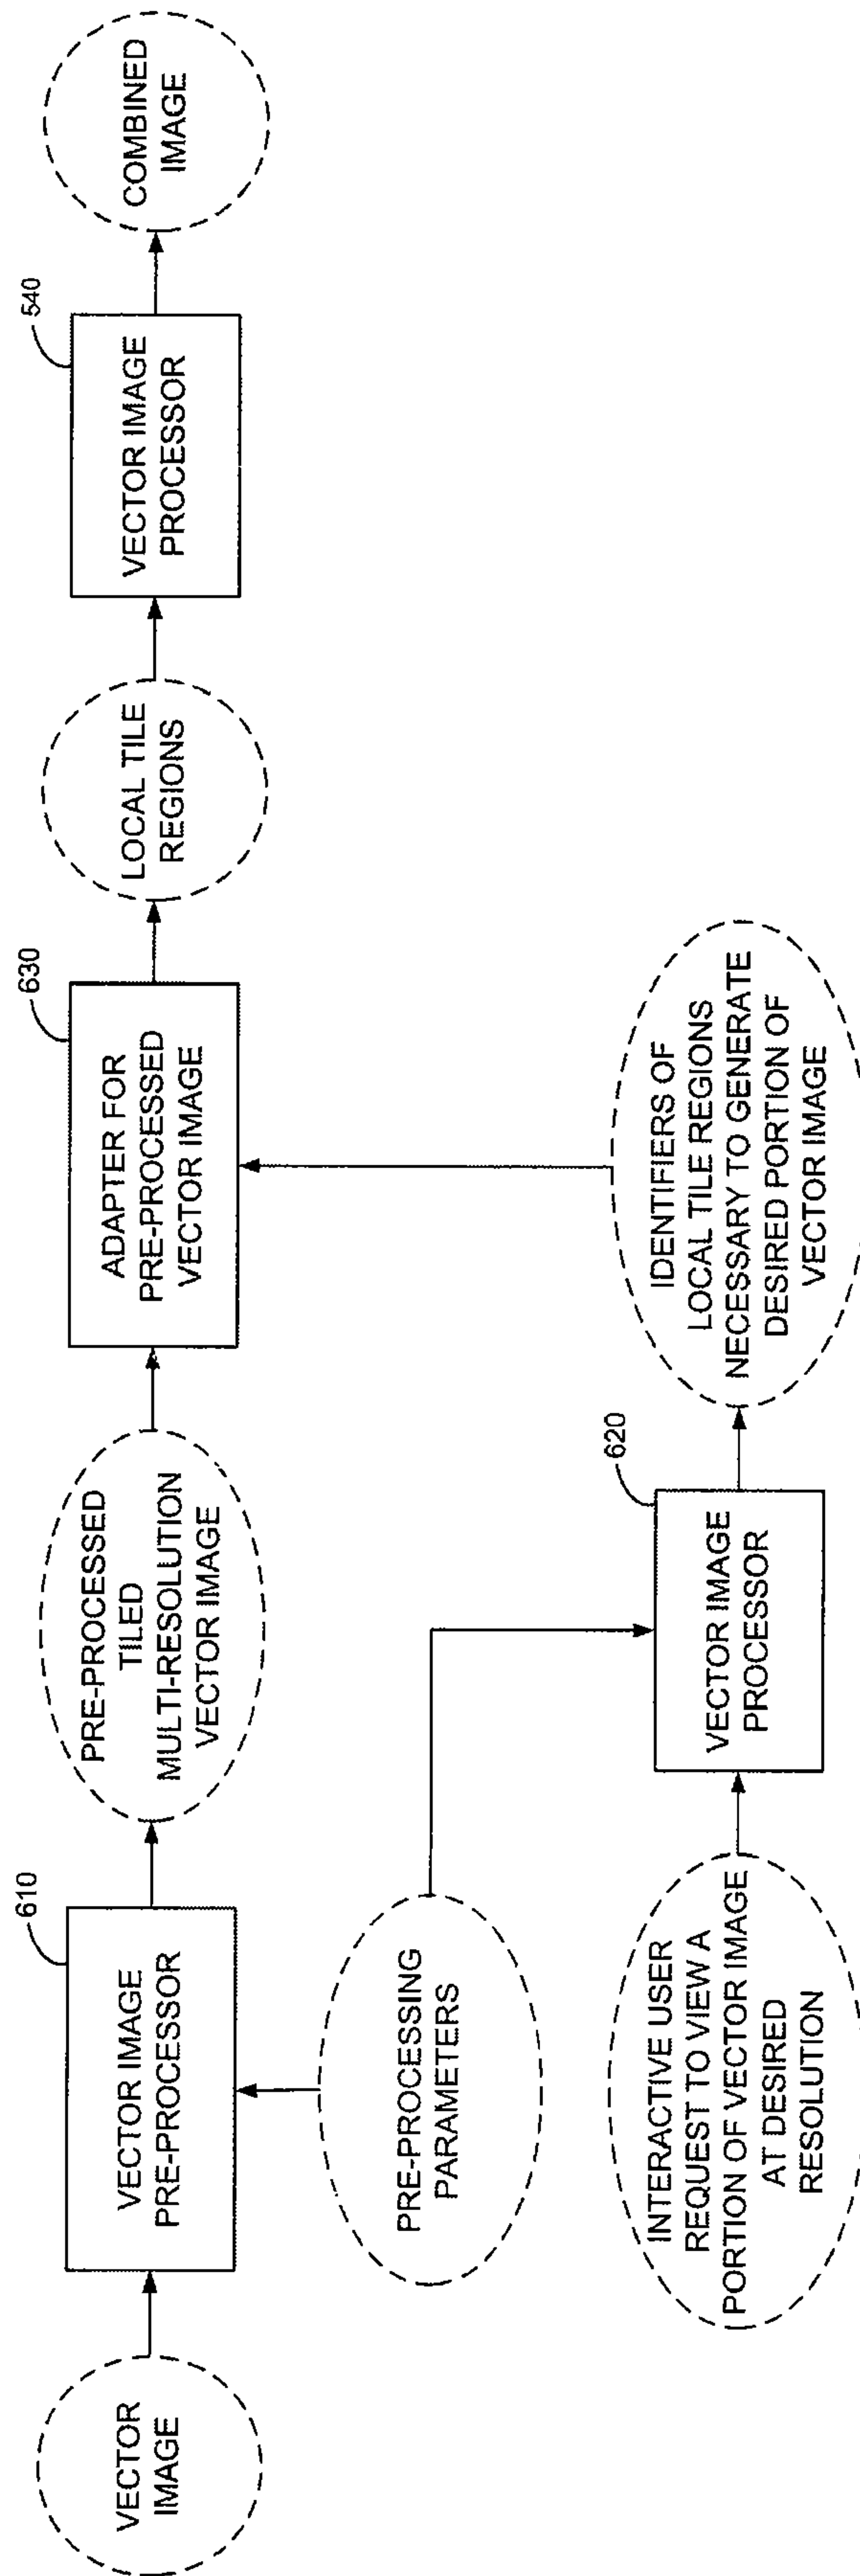 VECTOR
IMAGE
610
VECTOR IMAGE
PRE-PROCESSOR
PRE-PROCESSED
TILED
MULTI-RESOLUTION
VECTOR IMAGE
630
ADAPTER FOR
PRE-PROCESSED
VECTOR IMAGE
LOCAL TILE
REGIONS
540
VECTOR IMAGE
PROCESSOR
COMBINED
IMAGE
PRE-PROCESSING
PARAMETERS
INTERACTIVE USER
REQUEST TO VIEW A
PORTION OF VECTOR IMAGE
AT DESIRED
RESOLUTION
620
VECTOR IMAGE
PROCESSOR
IDENTIFIERS OF
LOCAL TILE REGIONS
NECESSARY TO GENERATE
DESIRED PORTION OF
VECTOR IMAGE